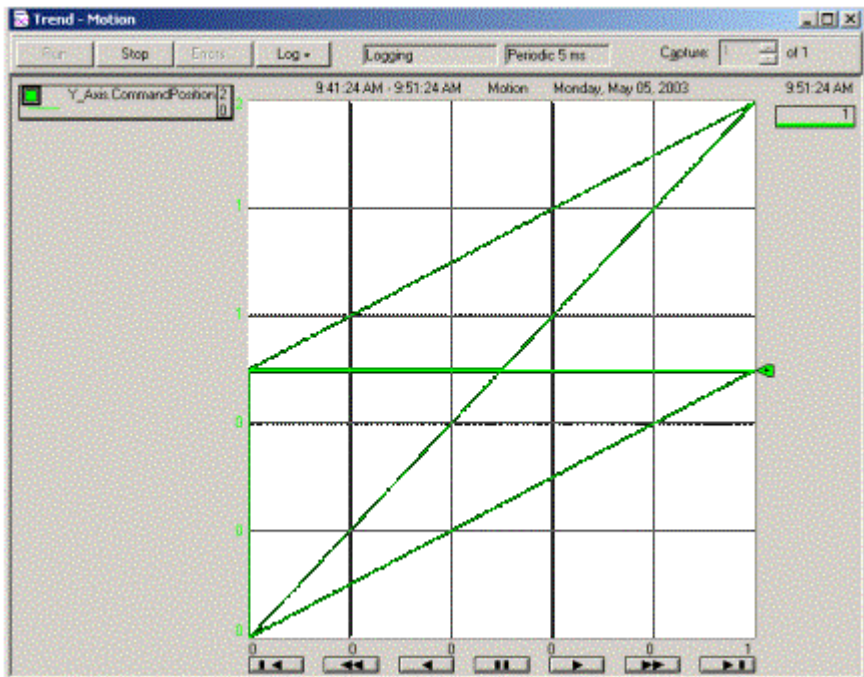 Trend - Motion
Run Stop Errors Log Logging Periodic 5 ms Capture: 1 of 1
Y_Axis.CommandPosition 2
0
9:41:24 AM - 9:51:24 AM Motion Monday, May 05, 2003 9:51:24 AM
1
2
1
1
0
0
0 0 0 0 0 1